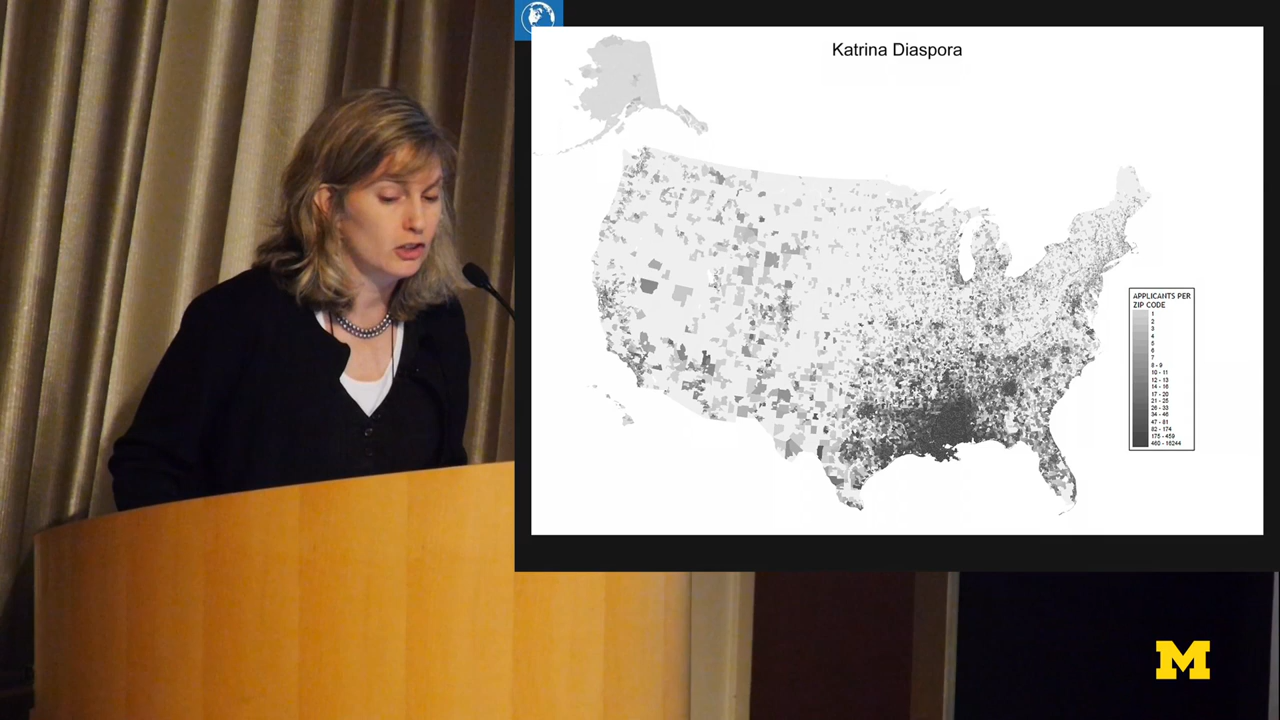 Katrina Diaspora
APPLICANTS PER
ZIP CODE
1
2
3
4
5
6
7
8 - 9
10 - 11
12 - 13
14 - 16
17 - 20
21 - 25
26 - 33
34 - 46
47 - 81
82 - 174
175 - 459
460 - 16244
M